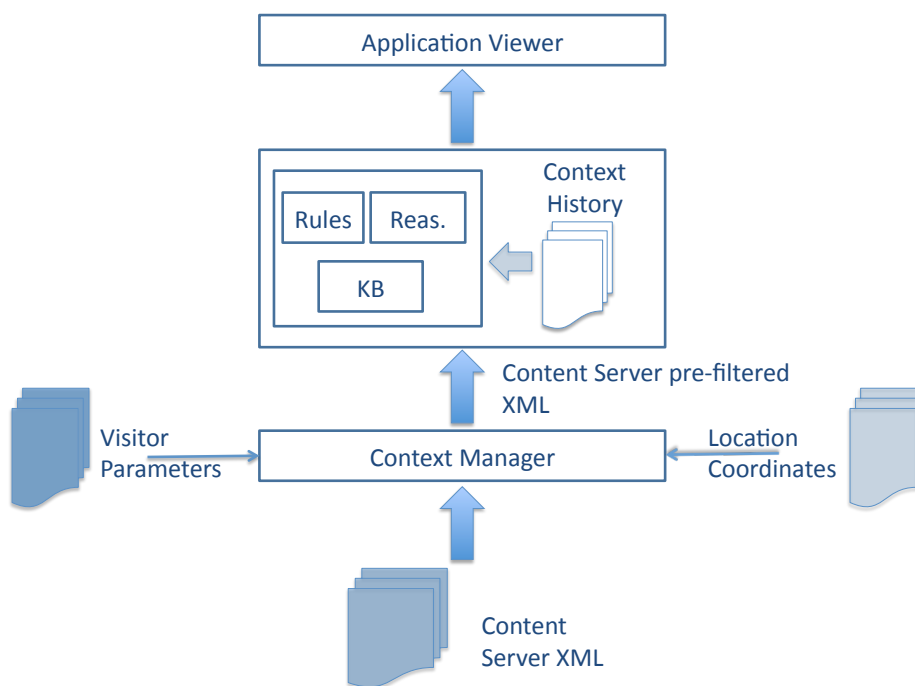 Application Viewer
Context
History
Rules
Reas.
KB
Content Server pre-filtered
XML
Visitor
Parameters
Context Manager
Location
Coordinates
Content
Server XML